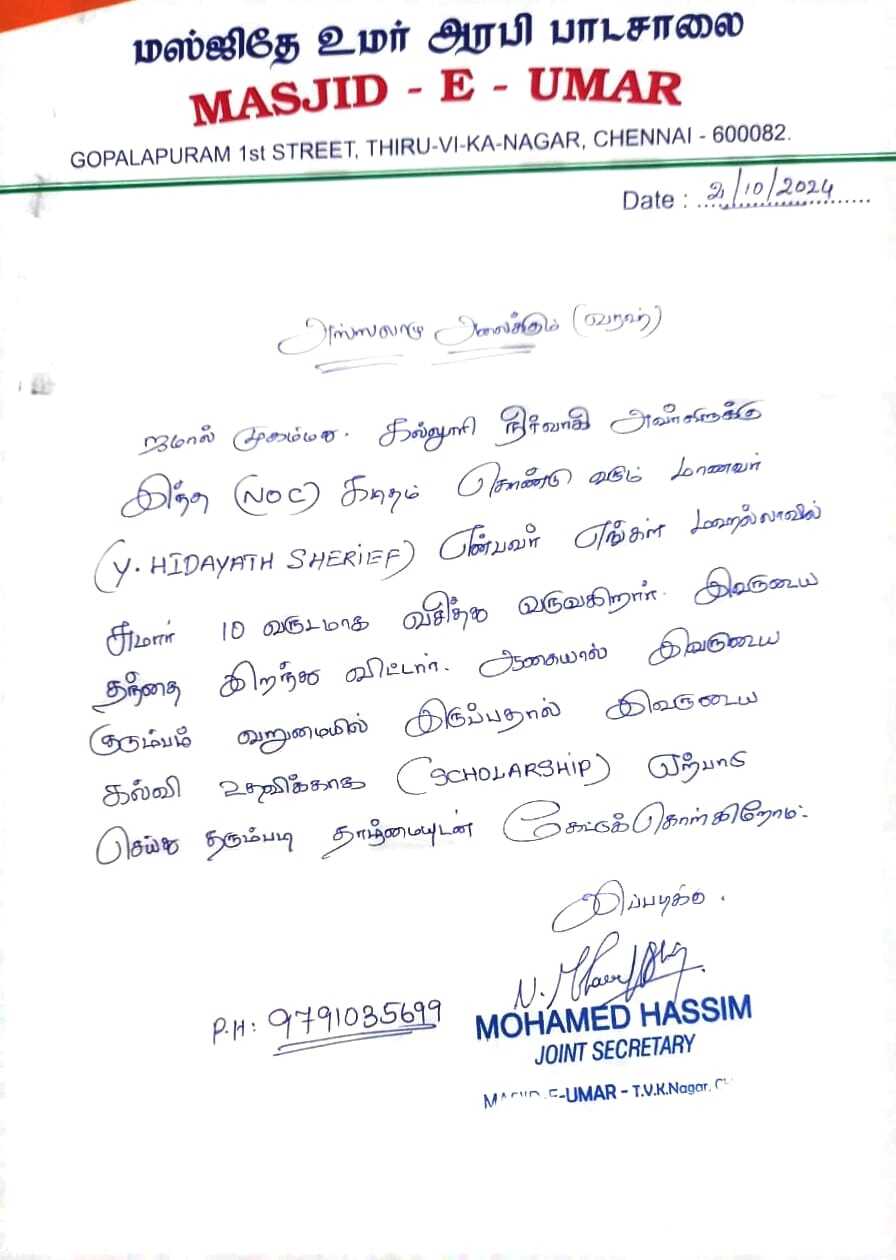 மஸ்ஜிதே உமர் அரபி பாடசாலை
MASJID - E - UMAR
GOPALAPURAM 1st STREET, THIRU-VI-KA-NAGAR, CHENNAI - 600082.
Date : 21/10/2024
அஸ்ஸலாமு அலைக்கும் (வரஹ்)
ஜமால் முகம்மது. கல்லூரி நிர்வாகி அவர்களுக்கு
இந்த (NOC) கடிதம் கொண்டு வரும் மாணவர்
(Y. HIDAYATH SHERIEF) என்பவர் எங்கள் மஹல்லாவில்
சுமார் 10 வருடமாக வசித்து வருகிறார். இவருடைய
தந்தை இறந்து விட்டார். ஆகையால் இவருடைய
குடும்பம் வறுமையில் இருப்பதால் இவருடைய
கல்வி உதவிக்காக (SCHOLARSHIP) ஏற்பாடு
செய்து தரும்படி தாழ்மையுடன் கேட்டுக்கொள்கிறோம்.
இப்படிக்கு.
P.H: 9791035699
MOHAMED HASSIM
JOINT SECRETARY
E-UMAR - T.V.K.Nagar,